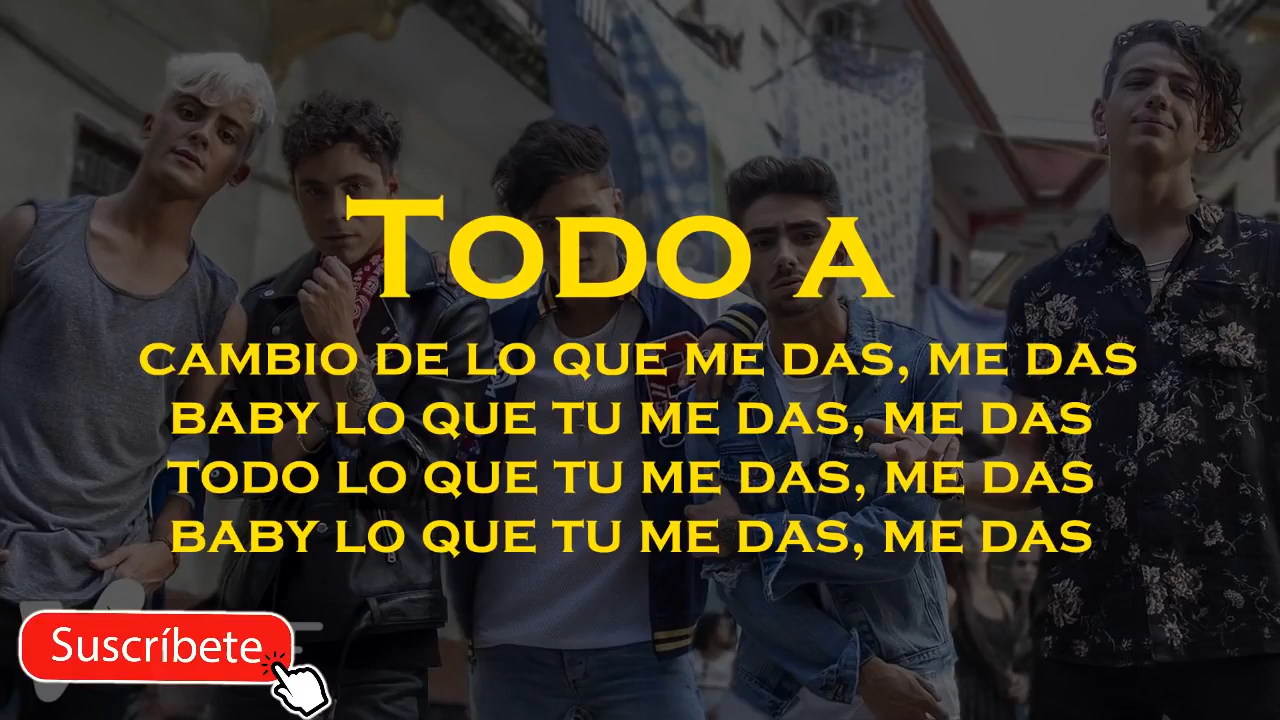 TODO A
CAMBIO DE LO QUE ME DAS, ME DAS
BABY LO QUE TU ME DAS, ME DAS
TODO LO QUE TU ME DAS, ME DAS
BABY LO QUE TU ME DAS, ME DAS
Suscríbete